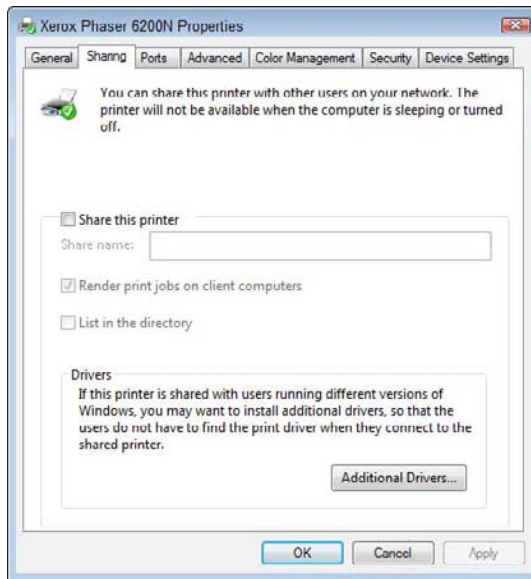 Xerox Phaser 6200N Properties
General Sharing Ports Advanced Color Management Security Device Settings
You can share this printer with other users on your network. The
printer will not be available when the computer is sleeping or turned
off.
Share this printer
Share name:
Render print jobs on client computers
List in the directory
Drivers
If this printer is shared with users running different versions of
Windows, you may want to install additional drivers, so that the
users do not have to find the print driver when they connect to the
shared printer.
Additional Drivers...
OK Cancel Apply